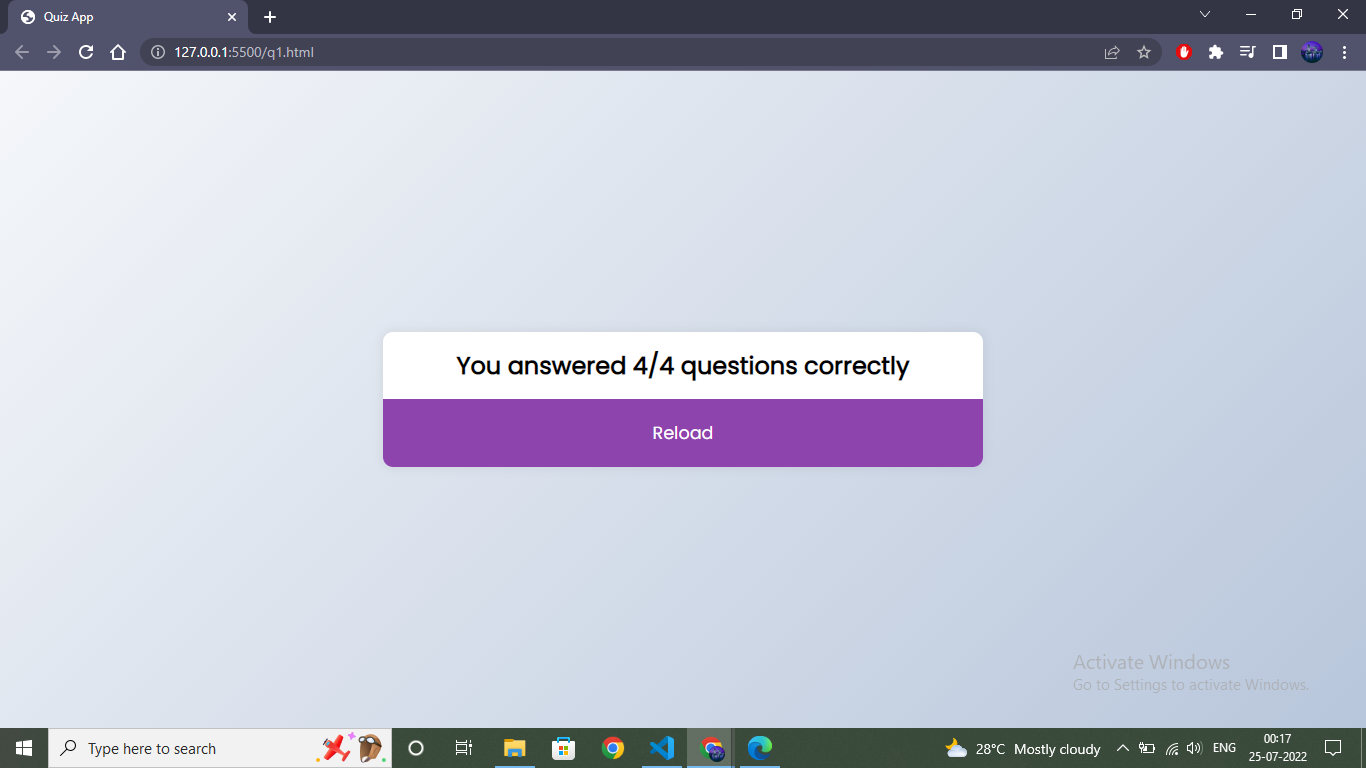 Quiz App
127.0.0.1:5500/q1.html
You answered 4/4 questions correctly
Reload
Activate Windows
Go to Settings to activate Windows.
Type here to search
28°C Mostly cloudy
ENG
00:17
25-07-2022